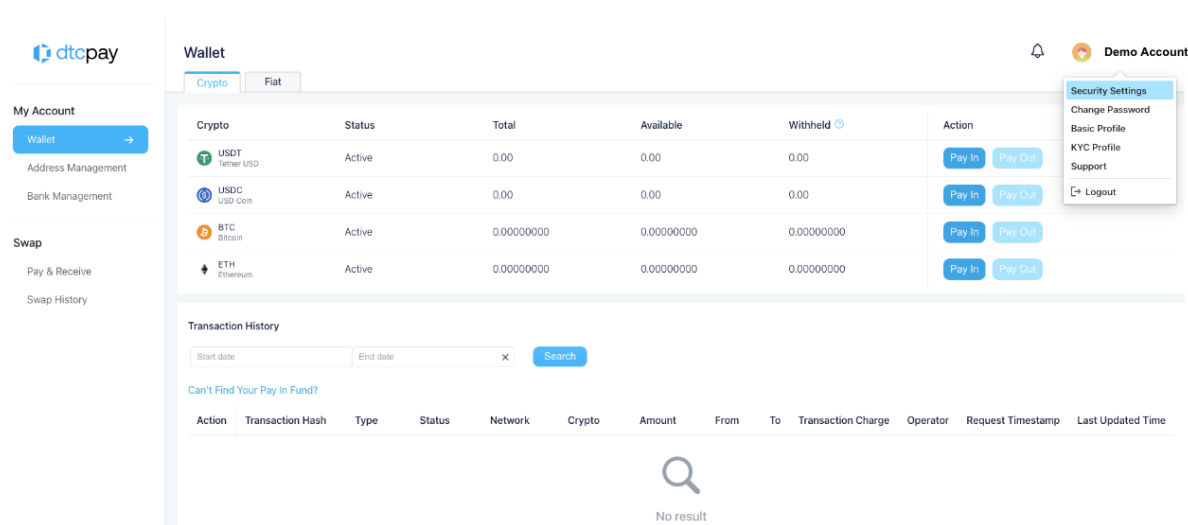 dtcpay
Wallet
Demo Account
Crypto Fiat
Security Settings
Change Password
Basic Profile
KYC Profile
Support
Logout
My Account
Wallet
Address Management
Bank Management
Swap
Pay & Receive
Swap History
Crypto Status Total Available Withheld Action
USDT
Tether USD
Active 0.00 0.00 0.00 Pay In Pay Out
USDC
USD Coin
Active 0.00 0.00 0.00 Pay In Pay Out
BTC
Bitcoin
Active 0.00000000 0.00000000 0.00000000 Pay In Pay Out
ETH
Ethereum
Active 0.00000000 0.00000000 0.00000000 Pay In Pay Out
Transaction History
Start date End date Search
Can't Find Your Pay In Fund?
Action Transaction Hash Type Status Network Crypto Amount From To Transaction Charge Operator Request Timestamp Last Updated Time
No result